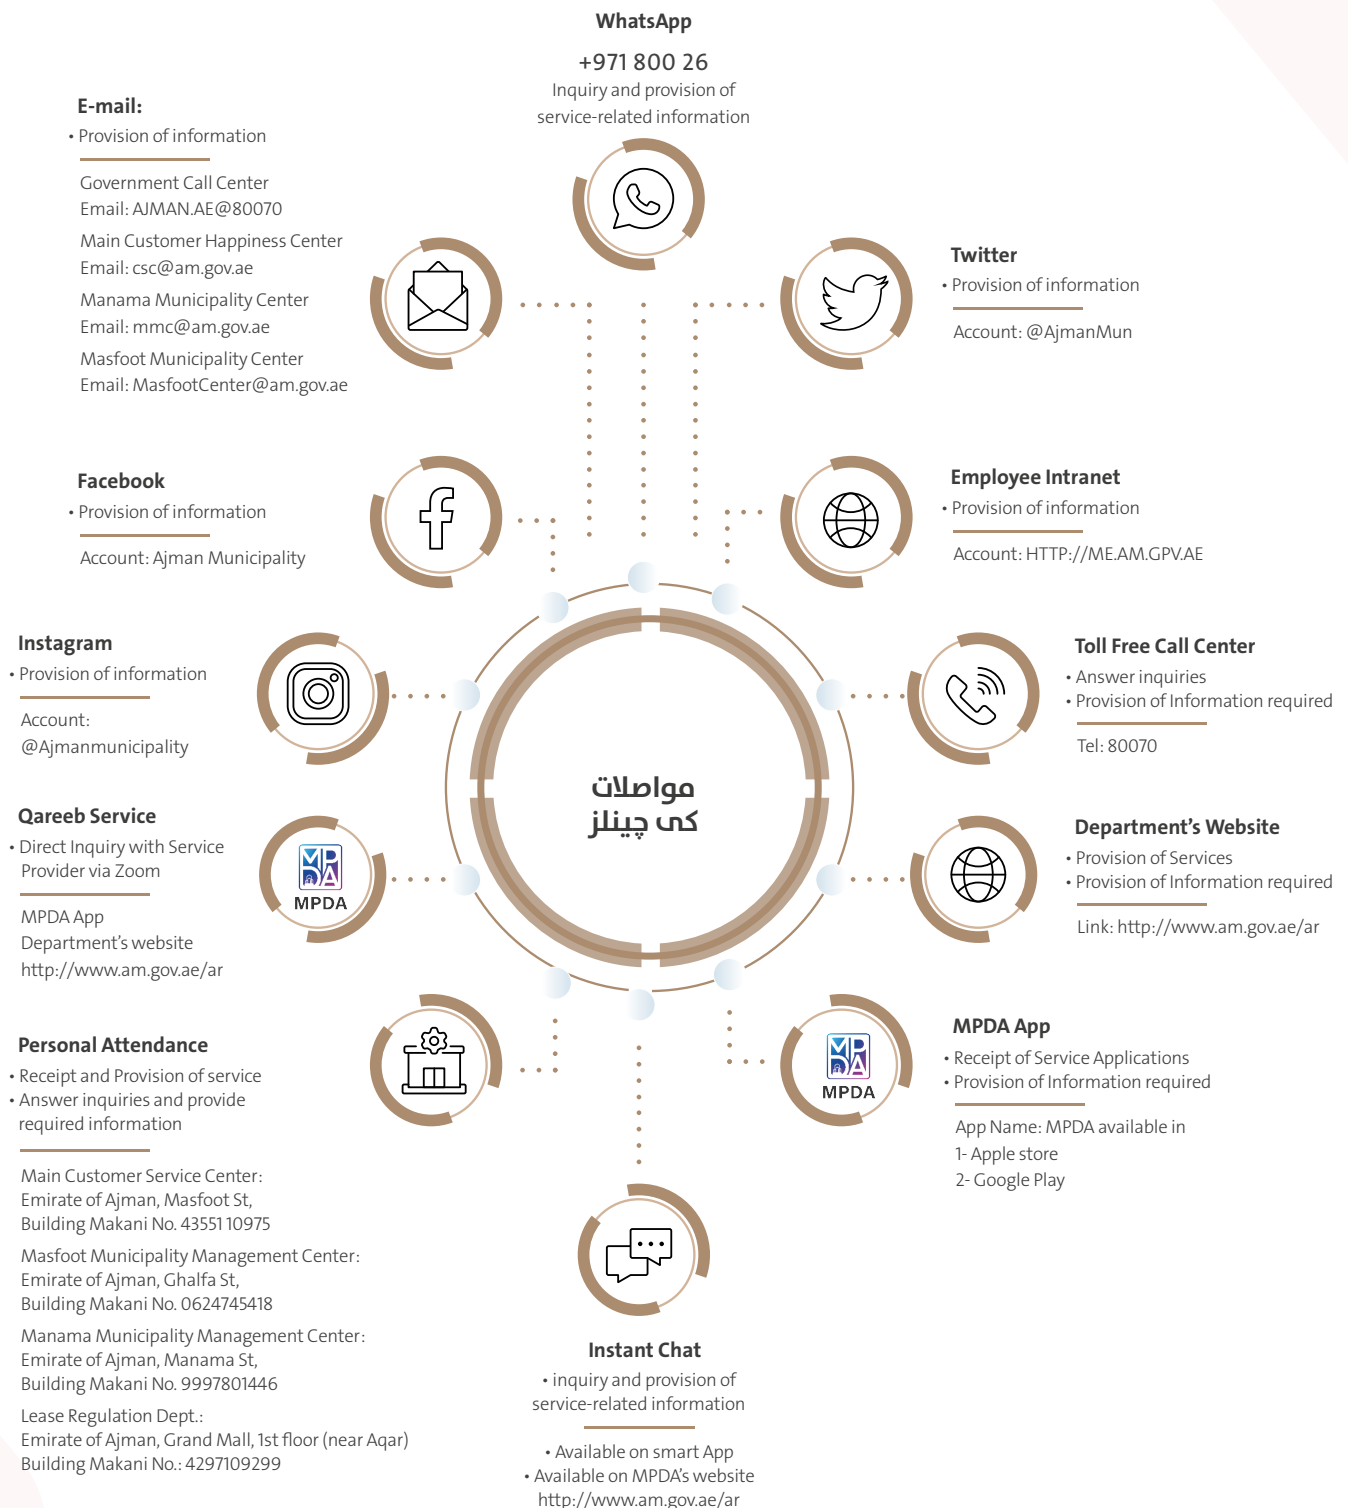 WhatsApp
+971 800 26
Inquiry and provision of
service-related information
E-mail:
• Provision of information
Government Call Center
Email: AJMAN.AE@80070
Main Customer Happiness Center
Email: csc@am.gov.ae
Manama Municipality Center
Email: mmc@am.gov.ae
Masfoot Municipality Center
Email: MasfootCenter@am.gov.ae
Twitter
• Provision of information
Account: @AjmanMun
Facebook
• Provision of information
Account: Ajman Municipality
Employee Intranet
• Provision of information
Account: HTTP://ME.AM.GPV.AE
Instagram
• Provision of information
Account:
@Ajmanmunicipality
Toll Free Call Center
• Answer inquiries
• Provision of Information required
Tel: 80070
مواصلات
کی چینلز
Qareeb Service
• Direct Inquiry with Service
Provider via Zoom
MPDA App
Department's website
http://www.am.gov.ae/ar
MPDA
MPDA
Department's Website
• Provision of Services
• Provision of Information required
Link: http://www.am.gov.ae/ar
Personal Attendance
• Receipt and Provision of service
• Answer inquiries and provide
required information
Main Customer Service Center:
Emirate of Ajman, Masfoot St,
Building Makani No. 43551 10975
Masfoot Municipality Management Center:
Emirate of Ajman, Ghalfa St,
Building Makani No. 0624745418
Manama Municipality Management Center:
Emirate of Ajman, Manama St,
Building Makani No. 9997801446
Lease Regulation Dept.:
Emirate of Ajman, Grand Mall, 1st floor (near Aqar)
Building Makani No.: 4297109299
MPDA
MPDA
MPDA App
• Receipt of Service Applications
• Provision of Information required
App Name: MPDA available in
1- Apple store
2- Google Play
Instant Chat
• inquiry and provision of
service-related information
• Available on smart App
• Available on MPDA's website
http://www.am.gov.ae/ar